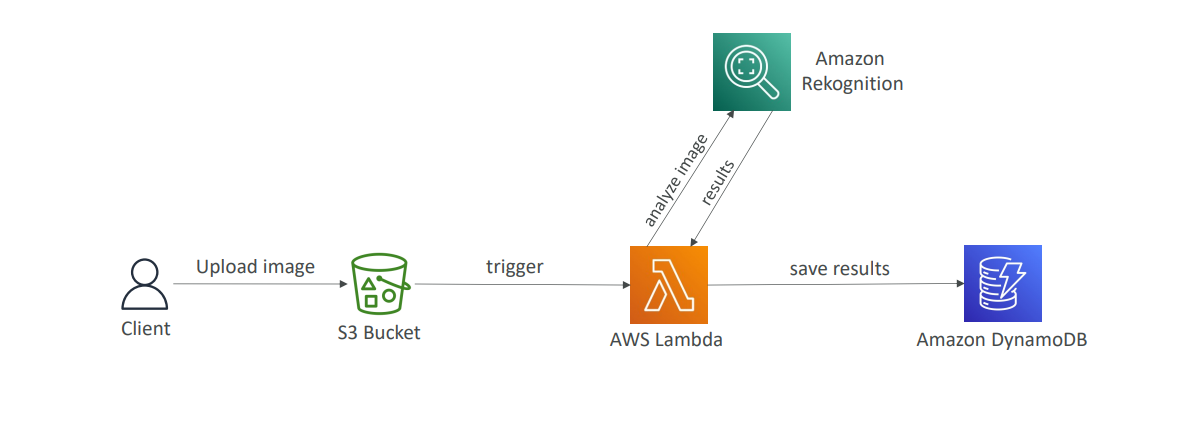 Amazon
Rekognition
analyze image
results
Upload image
trigger
save results
Client
S3 Bucket
AWS Lambda
Amazon DynamoDB